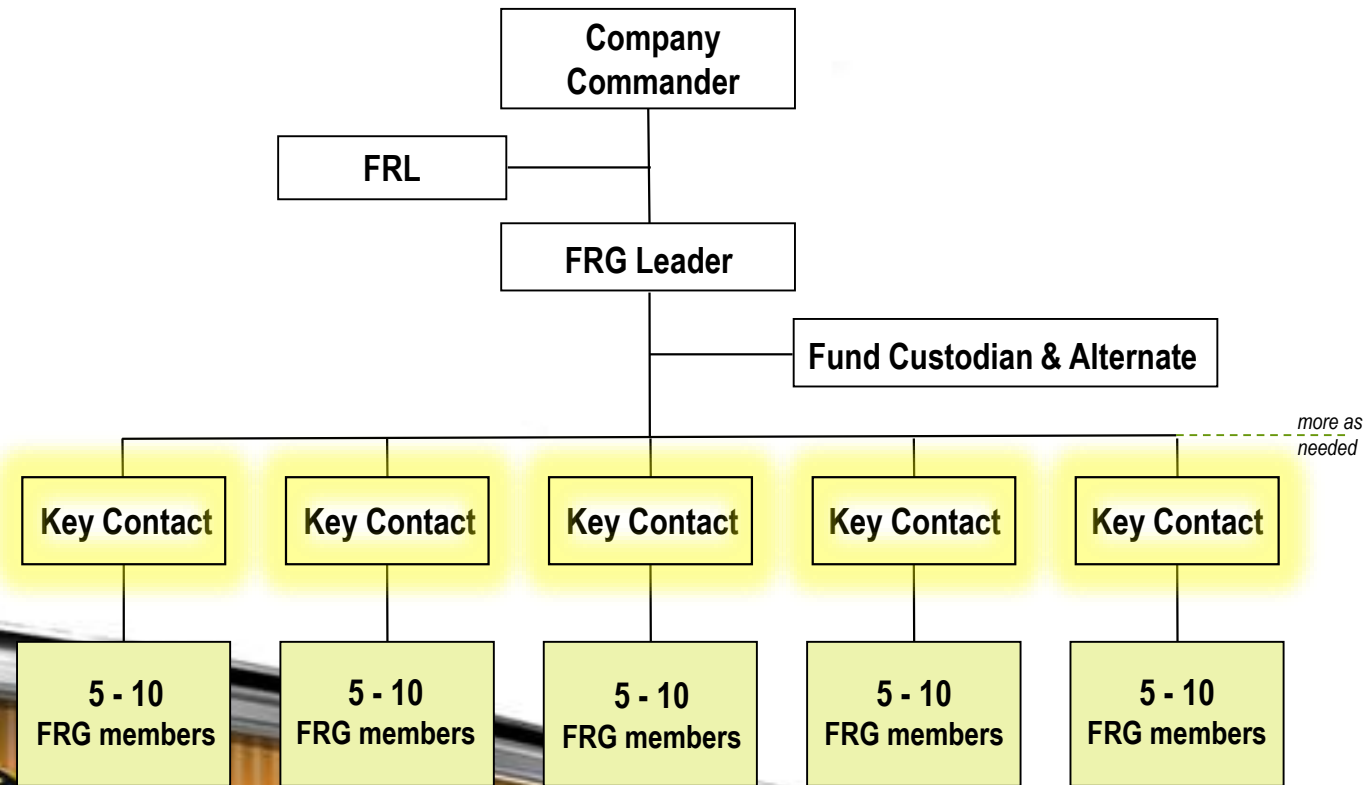 Company
Commander
FRL
FRG Leader
Fund Custodian & Alternate
more as
needed
Key Contact
Key Contact
Key Contact
Key Contact
Key Contact
5 - 10
FRG members
5 - 10
FRG members
5 - 10
FRG members
5 - 10
FRG members
5 - 10
FRG members